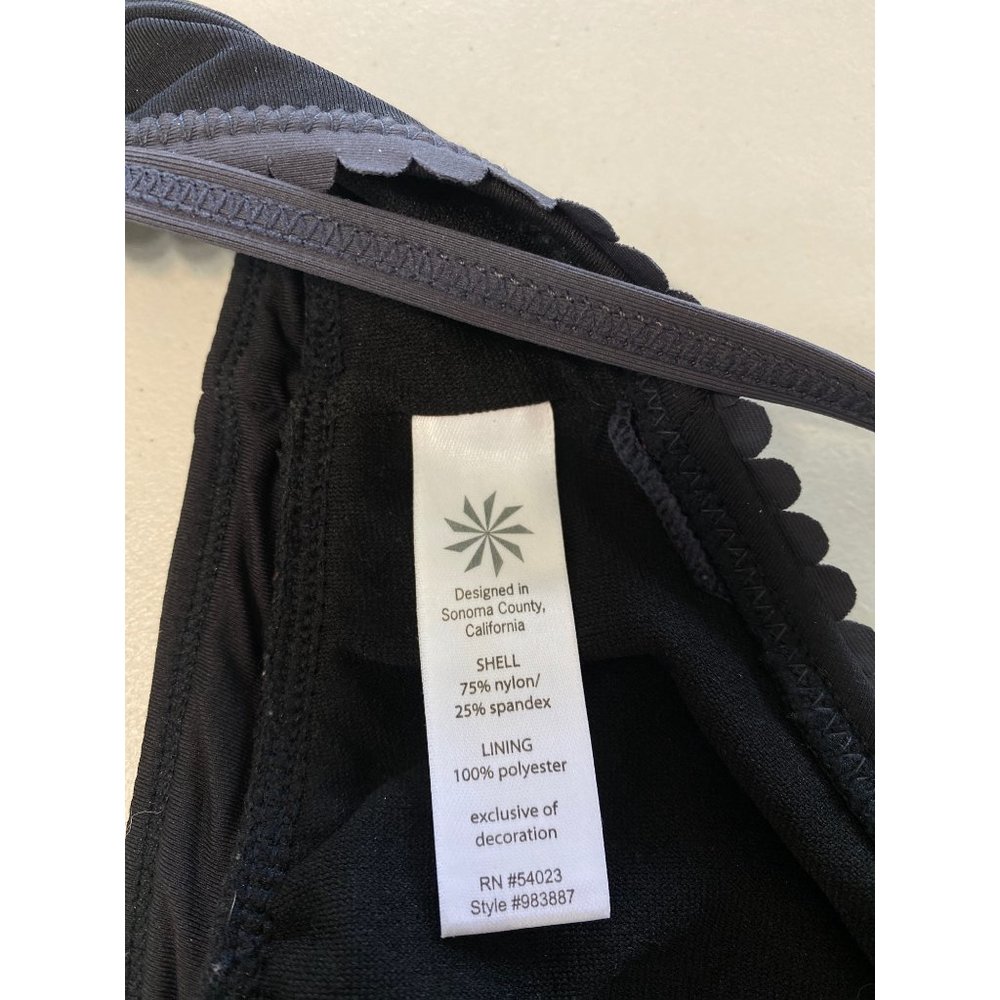 Designed in
Sonoma County,
California
SHELL
75% nylon/
25% spandex
LINING
100% polyester
exclusive of
decoration
RN #54023
Style #983887